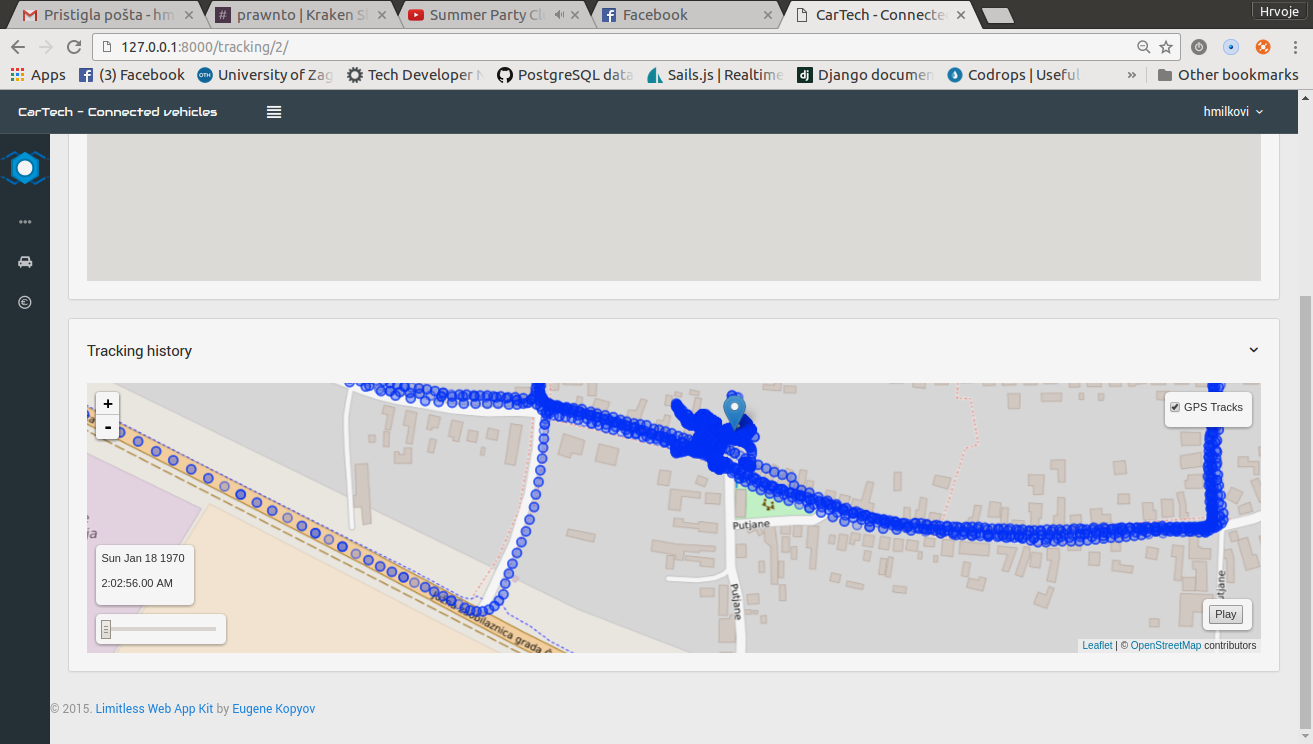 Pristigla pošta - hm
prawnto | Kraken S
Summer Party Cl
Facebook
CarTech - Connecte
Hrvoje
127.0.0.1:8000/tracking/2/
Apps
(3) Facebook
University of Zag
Tech Developer N
PostgreSQL data
Sails.js | Realtime
Django documen
Codrops | Useful
»
Other bookmarks
CarTech - Connected vehicles
hmilkovi
Tracking history
+
-
GPS Tracks
Putjane
Putjane
Sun Jan 18 1970
2:02:56.00 AM
Play
bilaznica grada
Leaflet | © OpenStreetMap contributors
© 2015. Limitless Web App Kit by Eugene Kopyov